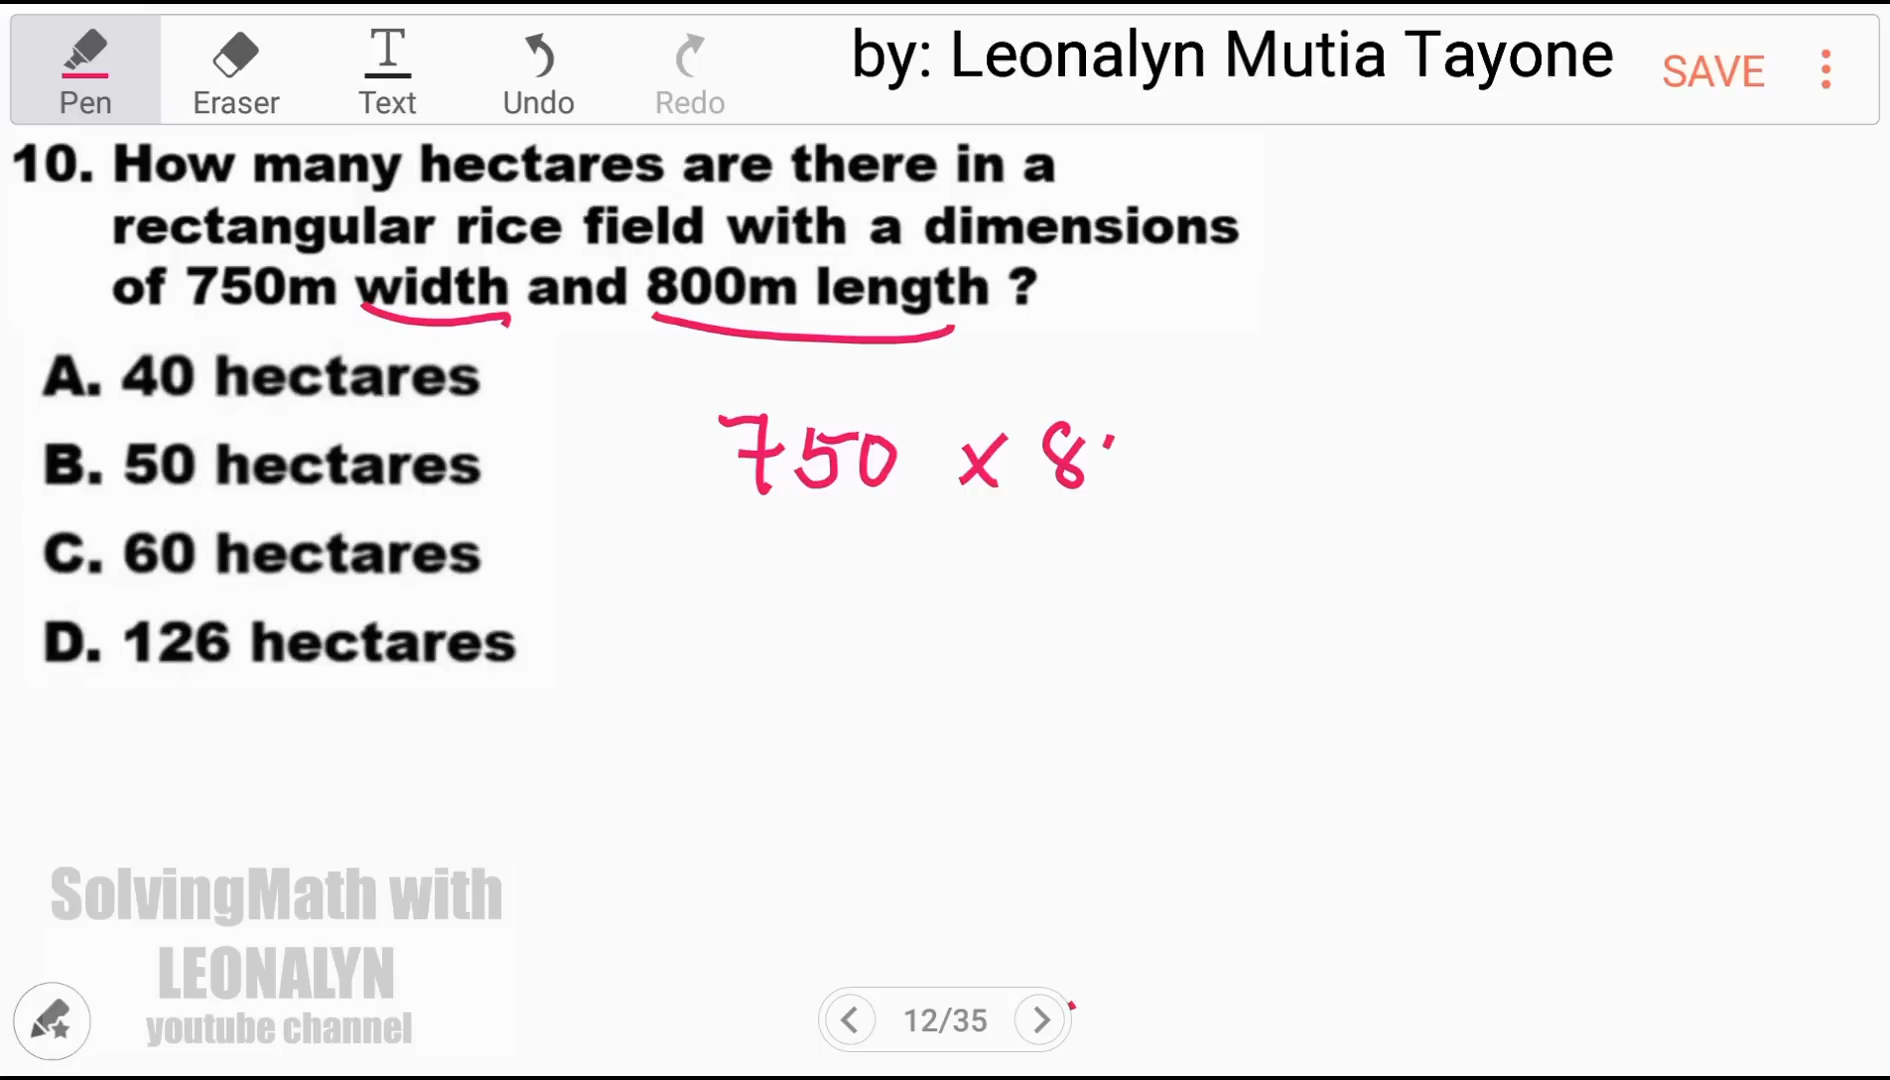 by: Leonalyn Mutia Tayone
SAVE
Pen
Eraser
T
Text
Undo
Redo
10. How many hectares are there in a
rectangular rice field with a dimensions
of 750m width and 800m length ?
A. 40 hectares
750 x 8
B. 50 hectares
C. 60 hectares
D. 126 hectares
SolvingMath with
LEONALYN
youtube channel
12/35